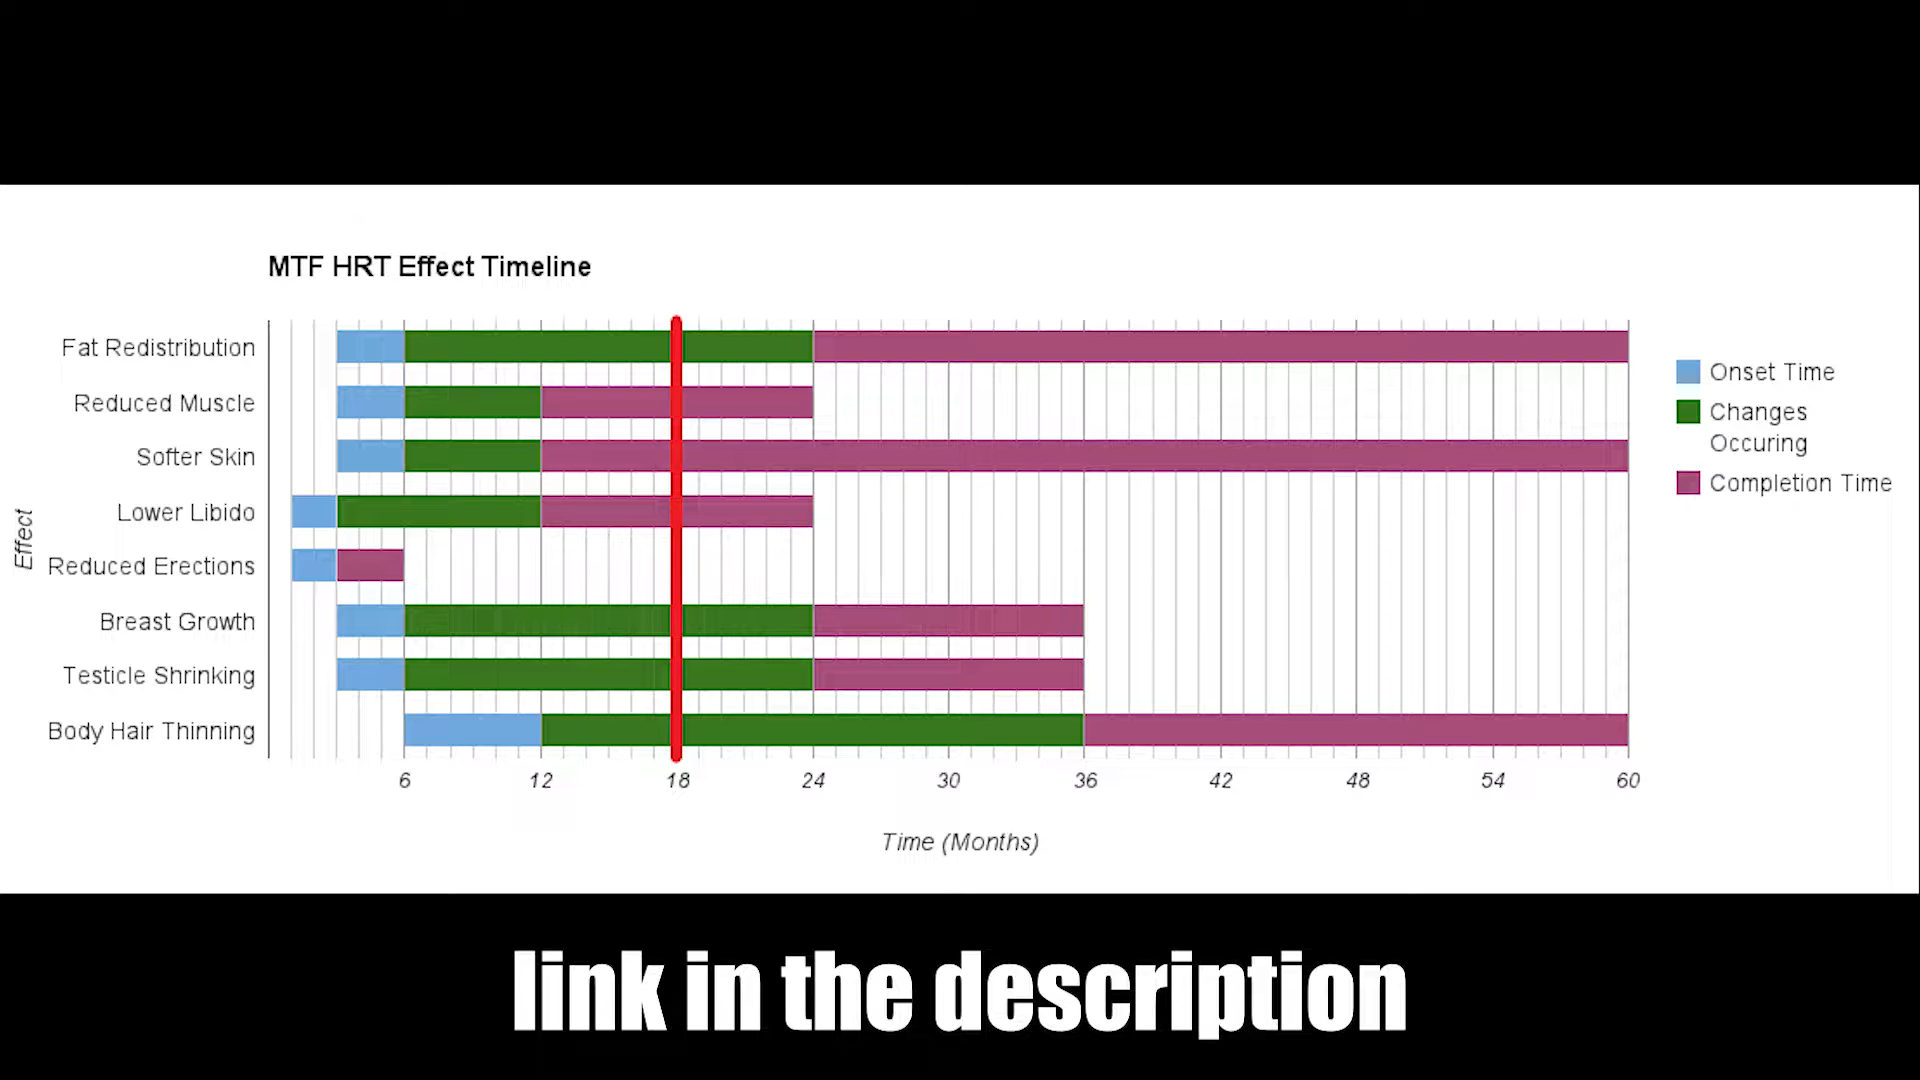 MTF HRT Effect Timeline
Fat Redistribution
Reduced Muscle
Softer Skin
Lower Libido
Reduced Erections
Breast Growth
Testicle Shrinking
Body Hair Thinning
Effect
6 12 18 24 30 36 42 48 54 60
Time (Months)
Onset Time
Changes
Occuring
Completion Time
link in the description